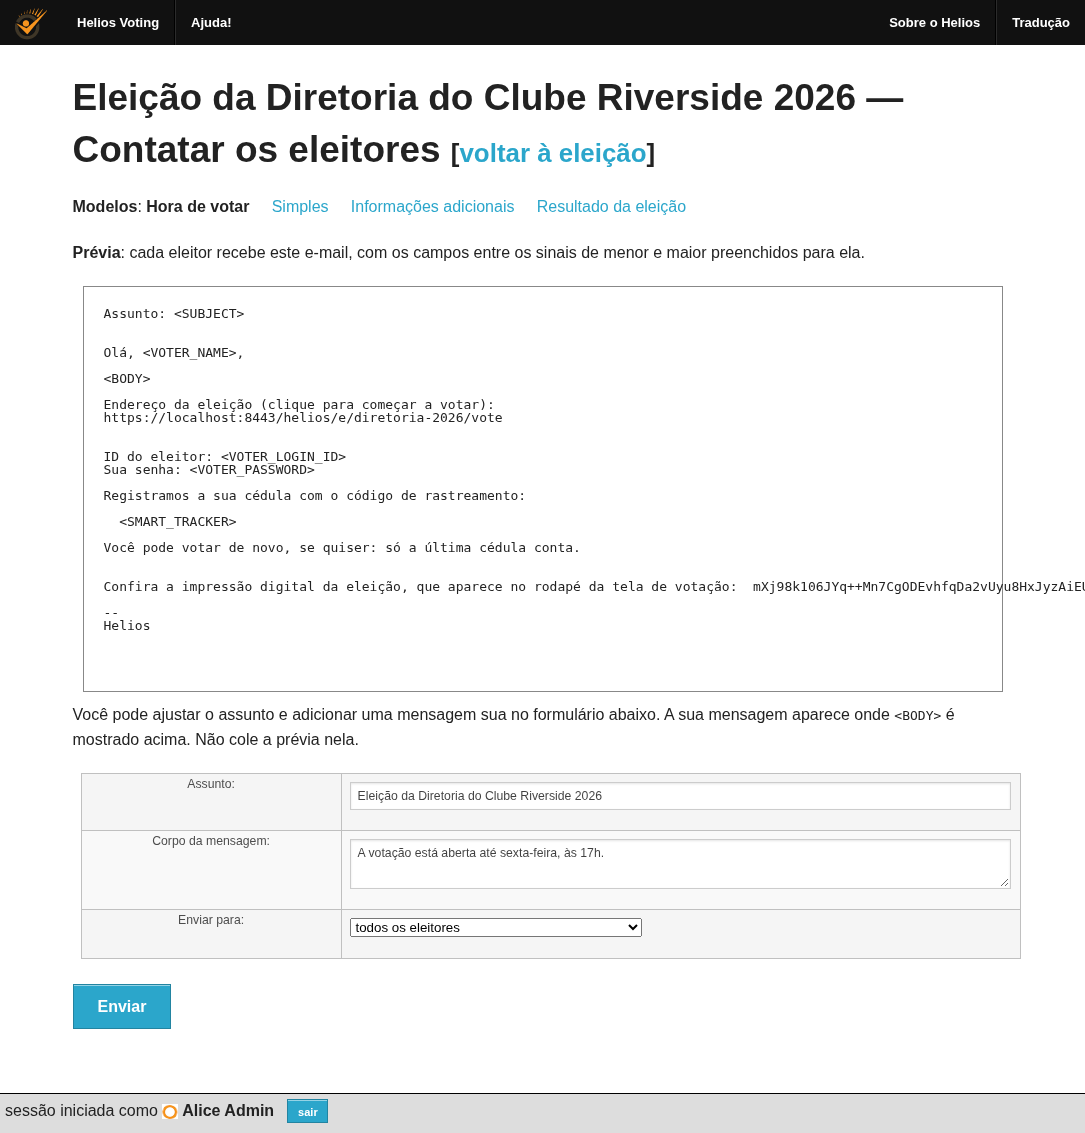 Helios Voting
Ajuda!
Sobre o Helios
Tradução
Eleição da Diretoria do Clube Riverside 2026 —
Contatar os eleitores [voltar à eleição]
Modelos: Hora de votar Simples Informações adicionais Resultado da eleição
Prévia: cada eleitor recebe este e-mail, com os campos entre os sinais de menor e maior preenchidos para ela.
Assunto: <SUBJECT>
Olá, <VOTER_NAME>,
<BODY>
Endereço da eleição (clique para começar a votar):
https://localhost:8443/helios/e/diretoria-2026/vote
ID do eleitor: <VOTER_LOGIN_ID>
Sua senha: <VOTER_PASSWORD>
Registramos a sua cédula com o código de rastreamento:
<SMART_TRACKER>
Você pode votar de novo, se quiser: só a última cédula conta.
Confira a impressão digital da eleição, que aparece no rodapé da tela de votação: mXj98k106JYq++Mn7CgODEvhfqDa2vUyu8HxJyzAiEU
--
Helios
Você pode ajustar o assunto e adicionar uma mensagem sua no formulário abaixo. A sua mensagem aparece onde <BODY> é
mostrado acima. Não cole a prévia nela.
Assunto:
Eleição da Diretoria do Clube Riverside 2026
Corpo da mensagem:
A votação está aberta até sexta-feira, às 17h.
Enviar para:
todos os eleitores
Enviar
sessão iniciada como Alice Admin sair